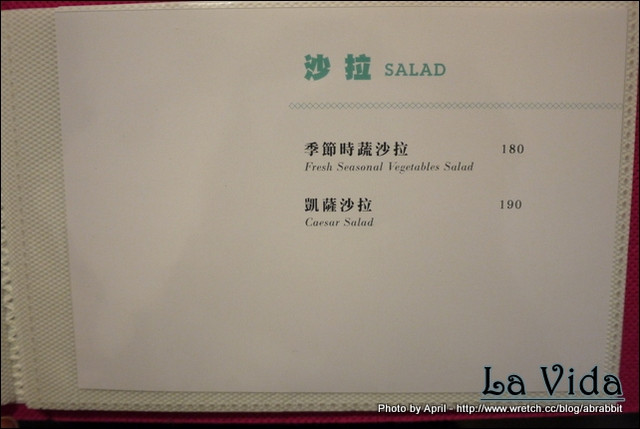 沙拉 SALAD
季節時蔬沙拉 180
Fresh Seasonal Vegetables Salad
凱薩沙拉 190
Caesar Salad
La Vida
Photo by April - http://www.wretch.cc/blog/abrabbit